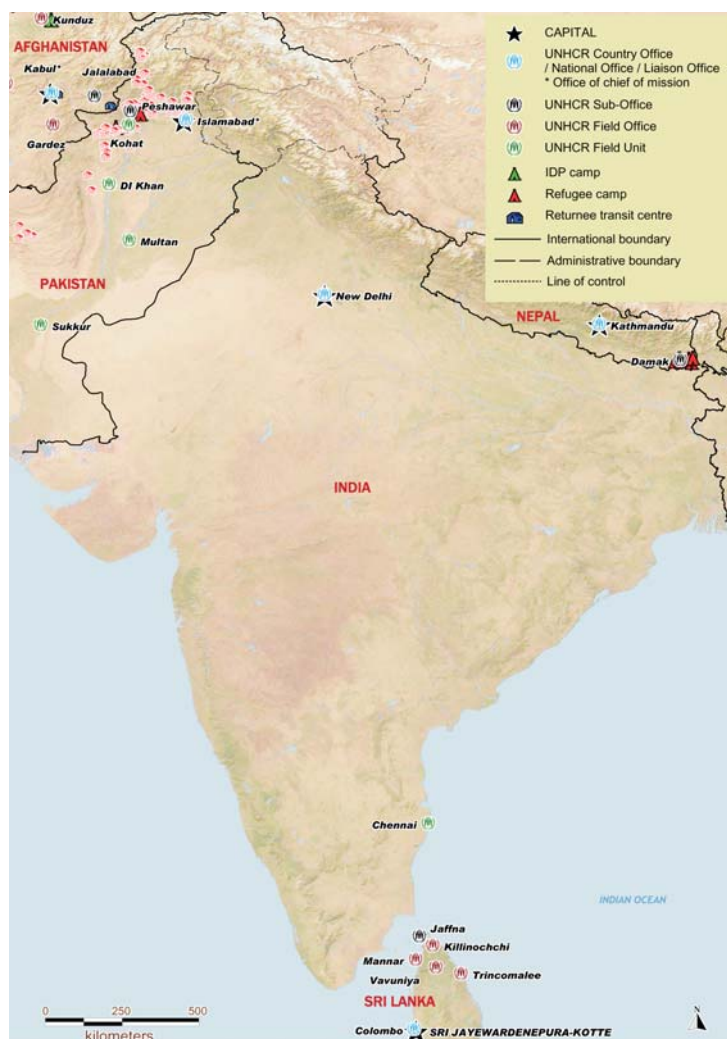 Kunduz
AFGHANISTAN
Kabul*
Jalalabad
Peshawar
Islamabad*
Gardez
Kohat
DI Khan
Multan
PAKISTAN
Sukkur
New Delhi
NEPAL
Kathmandu
Damak
INDIA
Chennai
INDIAN OCEAN
Jaffna
Killinochchi
Mannar
Vavuniya
Trincomalee
SRI LANKA
Colombo
SRI JAYEWARDENEPURA-KOTTE
0 250 500
kilometers
N
CAPITAL
UNHCR Country Office
/ National Office / Liaison Office
* Office of chief of mission
UNHCR Sub-Office
UNHCR Field Office
UNHCR Field Unit
IDP camp
Refugee camp
Returnee transit centre
International boundary
Administrative boundary
Line of control